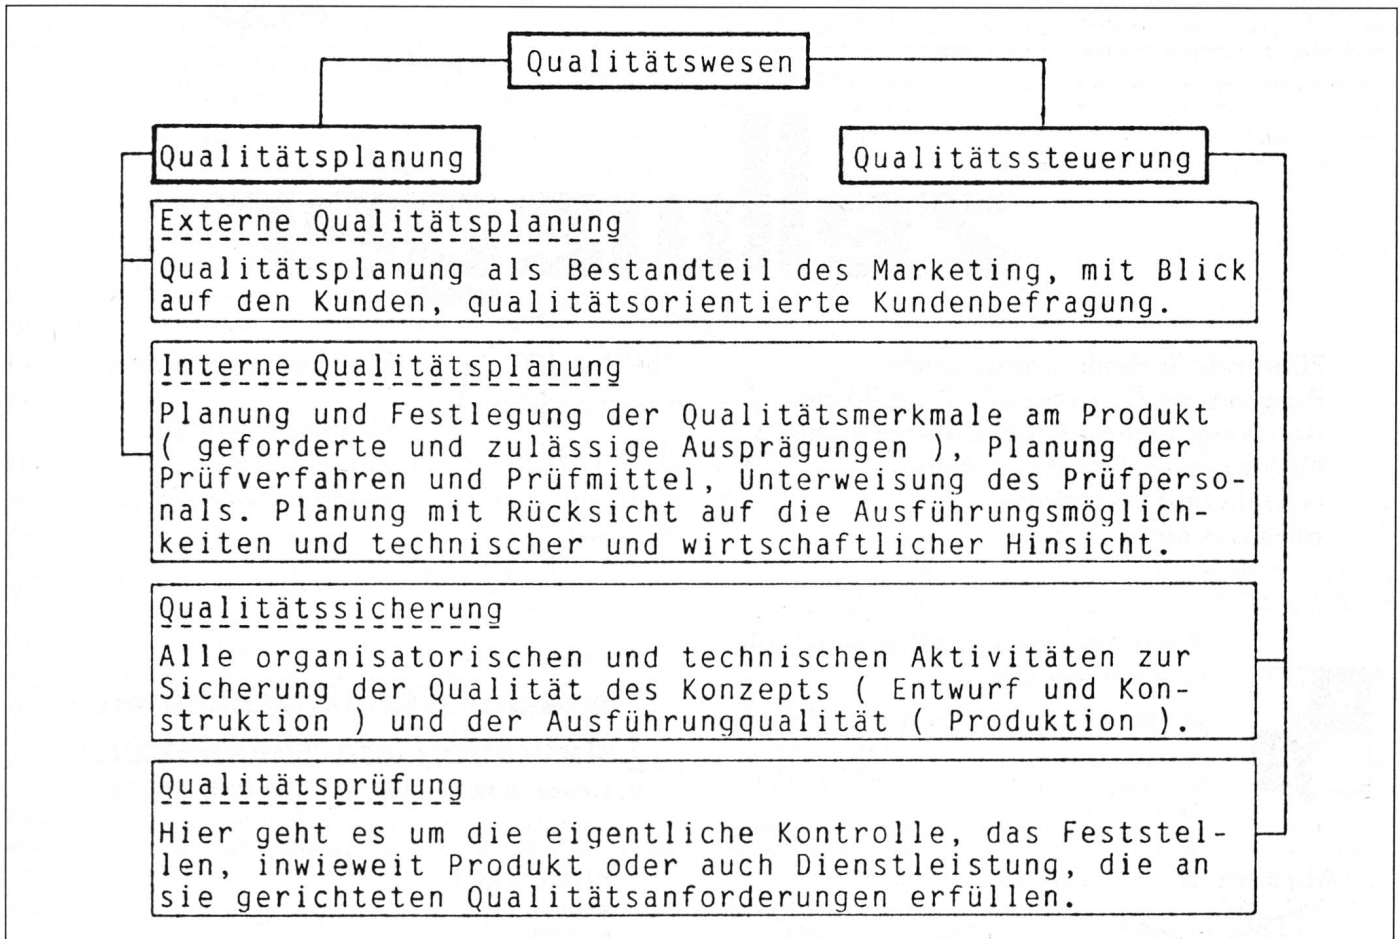 Qualitätswesen
Qualitätsplanung
Qualitätssteuerung
Externe Qualitätsplanung
Qualitätsplanung als Bestandteil des Marketing, mit Blick
auf den Kunden, qualitätsorientierte Kundenbefragung.
Interne Qualitätsplanung
Planung und Festlegung der Qualitätsmerkmale am Produkt
( geforderte und zulässige Ausprägungen ), Planung der
Prüfverfahren und Prüfmittel, Unterweisung des Prüfperso-
nals. Planung mit Rücksicht auf die Ausführungsmöglich-
keiten und technischer und wirtschaftlicher Hinsicht.
Qualitätssicherung
Alle organisatorischen und technischen Aktivitäten zur
Sicherung der Qualität des Konzepts ( Entwurf und Kon-
struktion ) und der Ausführungqualität ( Produktion ).
Qualitätsprüfung
Hier geht es um die eigentliche Kontrolle, das Feststel-
len, inwieweit Produkt oder auch Dienstleistung, die an
sie gerichteten Qualitätsanforderungen erfüllen.